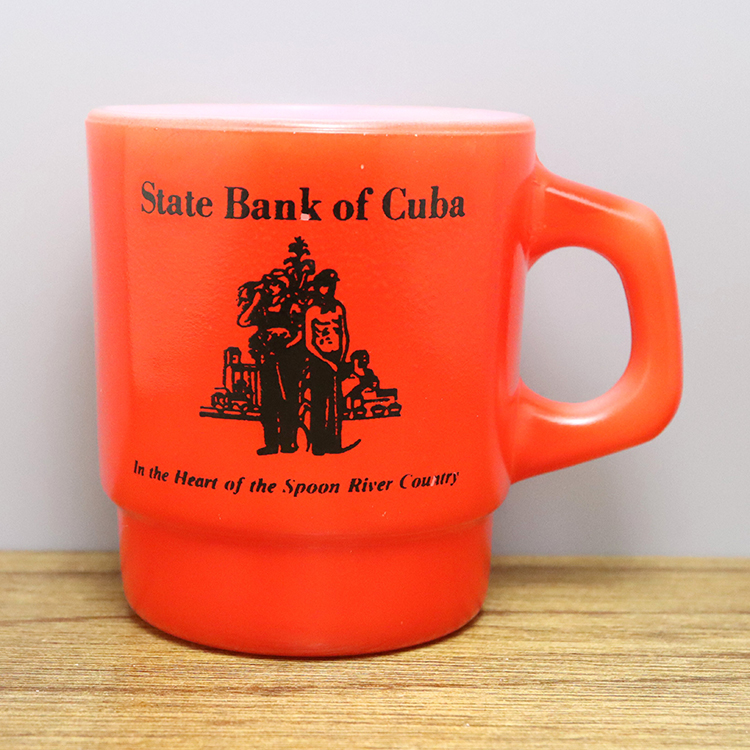 State Bank of Cuba
In the Heart of the Spoon River Country